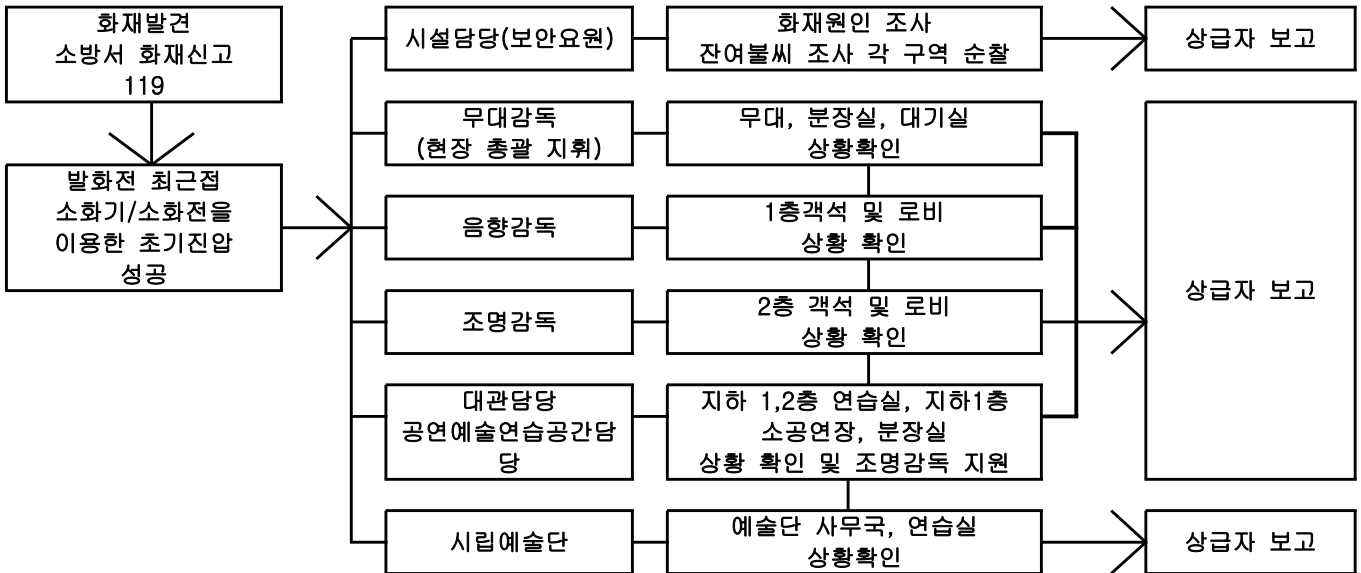 화재발견
소방서 화재신고
119
발화전 최근접
소화기/소화전을
이용한 초기진압
성공
시설담당(보안요원)
화재원인 조사
잔여불씨 조사 각 구역 순찰
상급자 보고
무대감독
(현장 총괄 지휘)
무대, 분장실, 대기실
상황확인
음향감독
1층객석 및 로비
상황 확인
조명감독
2층 객석 및 로비
상황 확인
대관담당
공연예술연습공간담
당
지하 1,2층 연습실, 지하1층
소공연장, 분장실
상황 확인 및 조명감독 지원
상급자 보고
시립예술단
예술단 사무국, 연습실
상황확인
상급자 보고